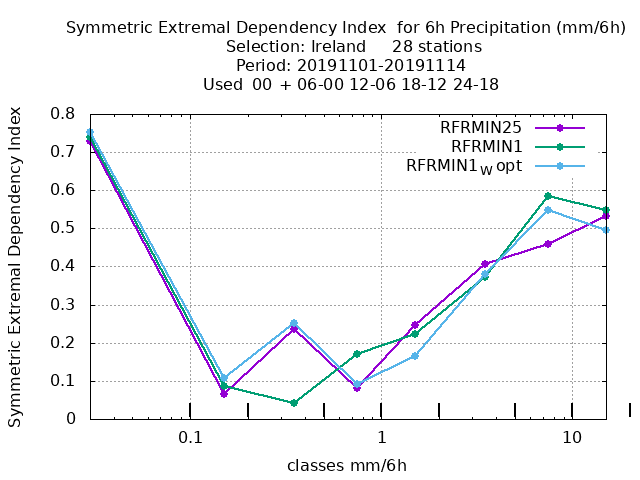 Symmetric Extremal Dependency Index  for 6h Precipitation (mm/6h)
Selection: Ireland     28 stations
Period: 20191101-20191114
Used  00  + 06-00 12-06 18-12 24-18
Symmetric Extremal Dependency Index
0.8
0.7
0.6
0.5
0.4
0.3
0.2
0.1
0
RFRMIN25
RFRMIN1
RFRMIN1w opt
0.1 1 10
classes mm/6h